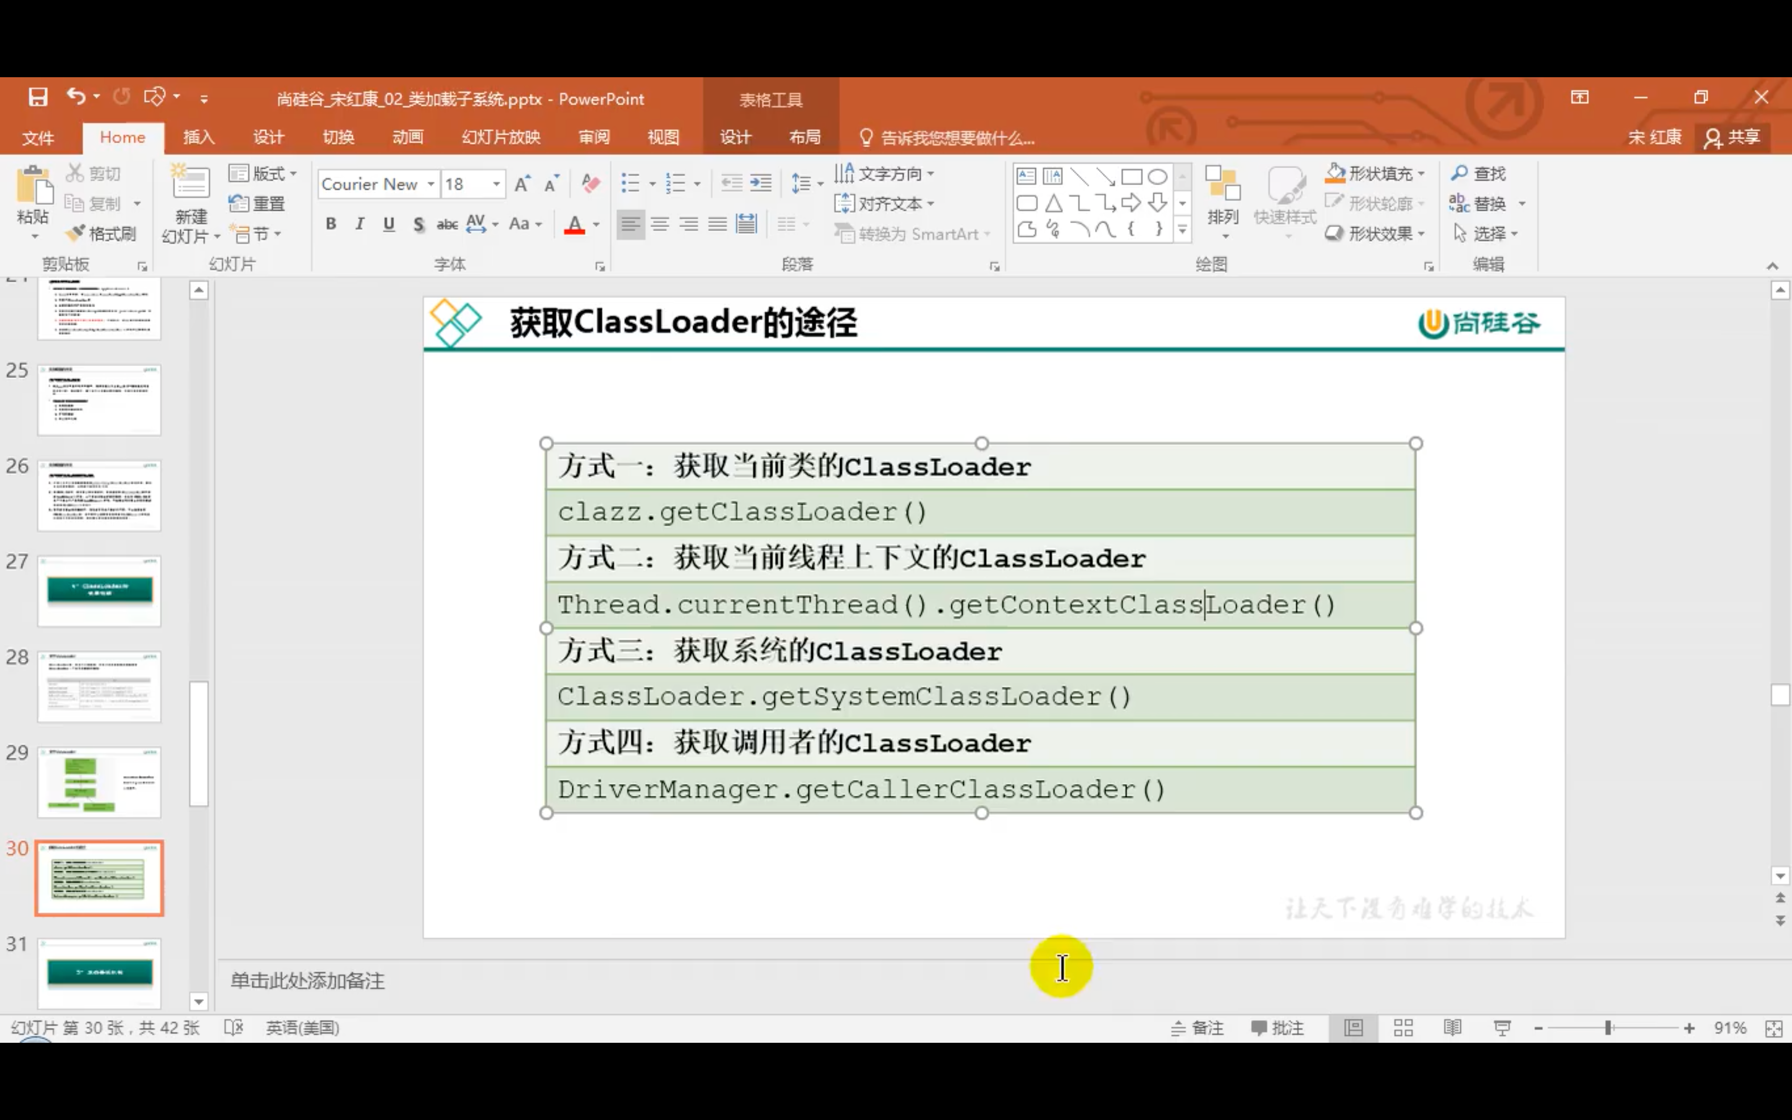 尚硅谷_宋红康_02_类加载子系统.pptx - PowerPoint
表格工具
文件 Home 插入 设计 切换 动画 幻灯片放映 审阅 视图 设计 布局 告诉我您想要做什么... 宋 红康 共享
粘贴
剪切
复制
格式刷
剪贴板
新建
幻灯片
版式
重置
节
幻灯片
Courier New 18
B I U S abc AV Aa A
字体
文字方向
对齐文本
转换为 SmartArt
段落
排列
快速样式
形状填充
形状轮廓
形状效果
绘图
查找
替换
选择
编辑
25
26
27
28
29
30
31
获取ClassLoader的途径
尚硅谷
方式一：获取当前类的ClassLoader
clazz.getClassLoader()
方式二：获取当前线程上下文的ClassLoader
Thread.currentThread().getContextClassLoader()
方式三：获取系统的ClassLoader
ClassLoader.getSystemClassLoader()
方式四：获取调用者的ClassLoader
DriverManager.getCallerClassLoader()
让天下没有难学的技术
单击此处添加备注
幻灯片 第 30 张，共 42 张 英语(美国) 备注 批注 91%